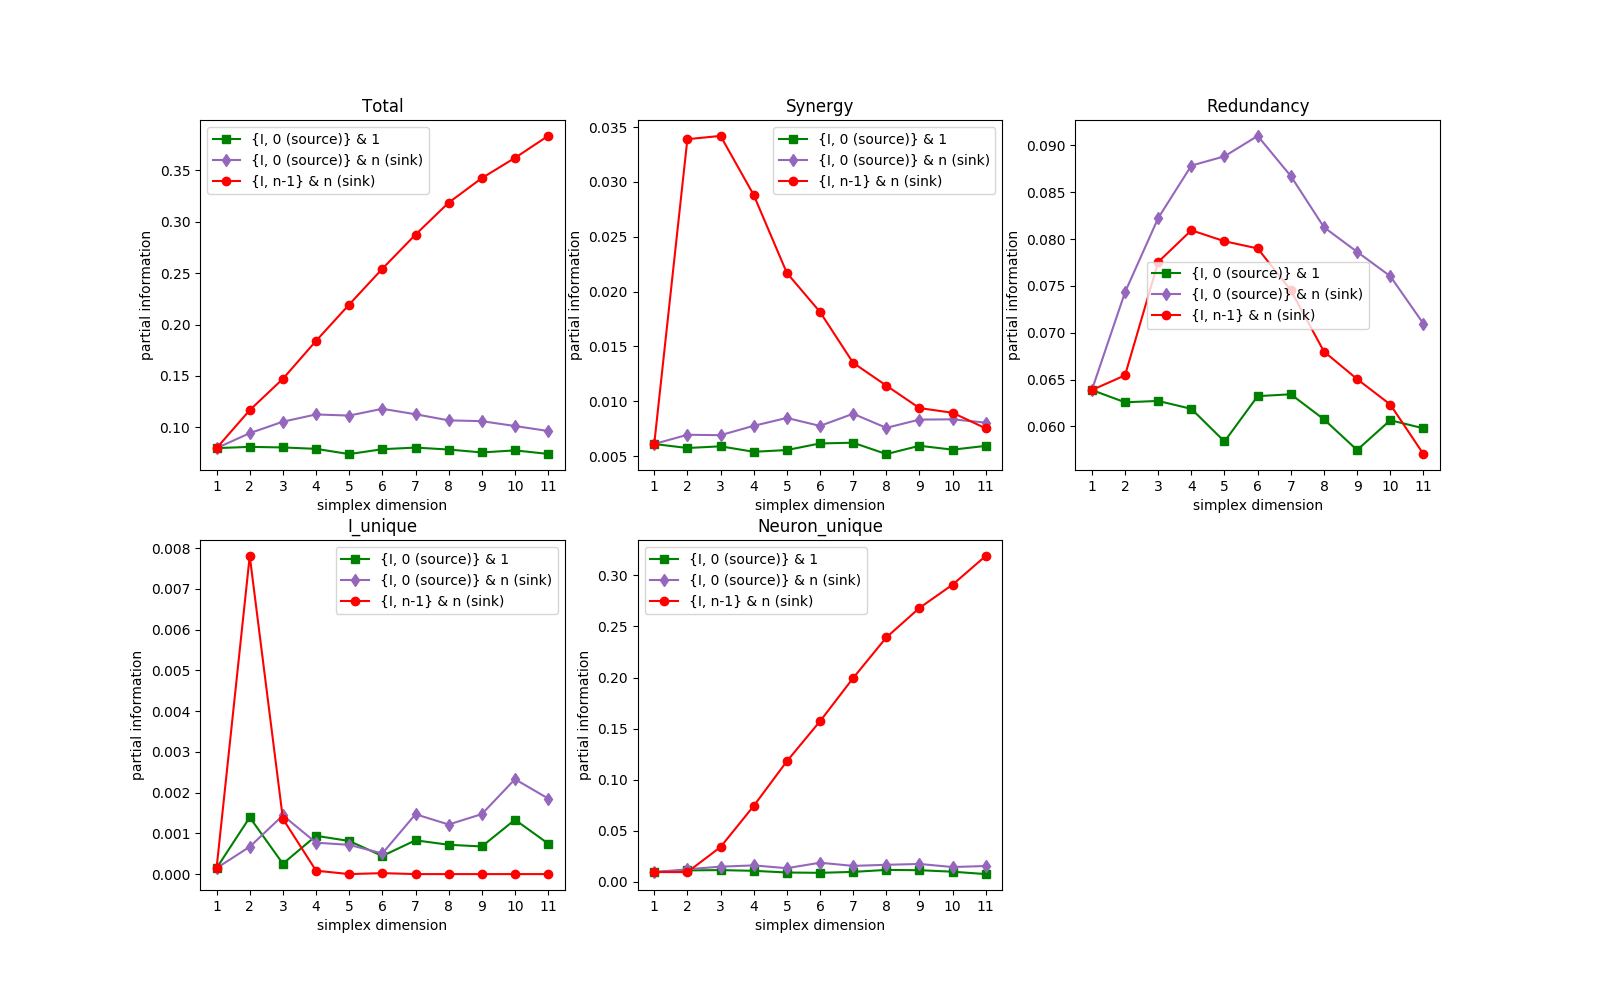 Total
partial information
0.35
0.30
0.25
0.20
0.15
0.10
{I, 0 (source)} & 1
{I, 0 (source)} & n (sink)
{I, n-1} & n (sink)
1 2 3 4 5 6 7 8 9 10 11
simplex dimension
Synergy
partial information
0.035
0.030
0.025
0.020
0.015
0.010
0.005
{I, 0 (source)} & 1
{I, 0 (source)} & n (sink)
{I, n-1} & n (sink)
1 2 3 4 5 6 7 8 9 10 11
simplex dimension
Redundancy
partial information
0.090
0.085
0.080
0.075
0.070
0.065
0.060
{I, 0 (source)} & 1
{I, 0 (source)} & n (sink)
{I, n-1} & n (sink)
1 2 3 4 5 6 7 8 9 10 11
simplex dimension
I_unique
partial information
0.008
0.007
0.006
0.005
0.004
0.003
0.002
0.001
0.000
{I, 0 (source)} & 1
{I, 0 (source)} & n (sink)
{I, n-1} & n (sink)
1 2 3 4 5 6 7 8 9 10 11
simplex dimension
Neuron_unique
partial information
0.30
0.25
0.20
0.15
0.10
0.05
0.00
{I, 0 (source)} & 1
{I, 0 (source)} & n (sink)
{I, n-1} & n (sink)
1 2 3 4 5 6 7 8 9 10 11
simplex dimension